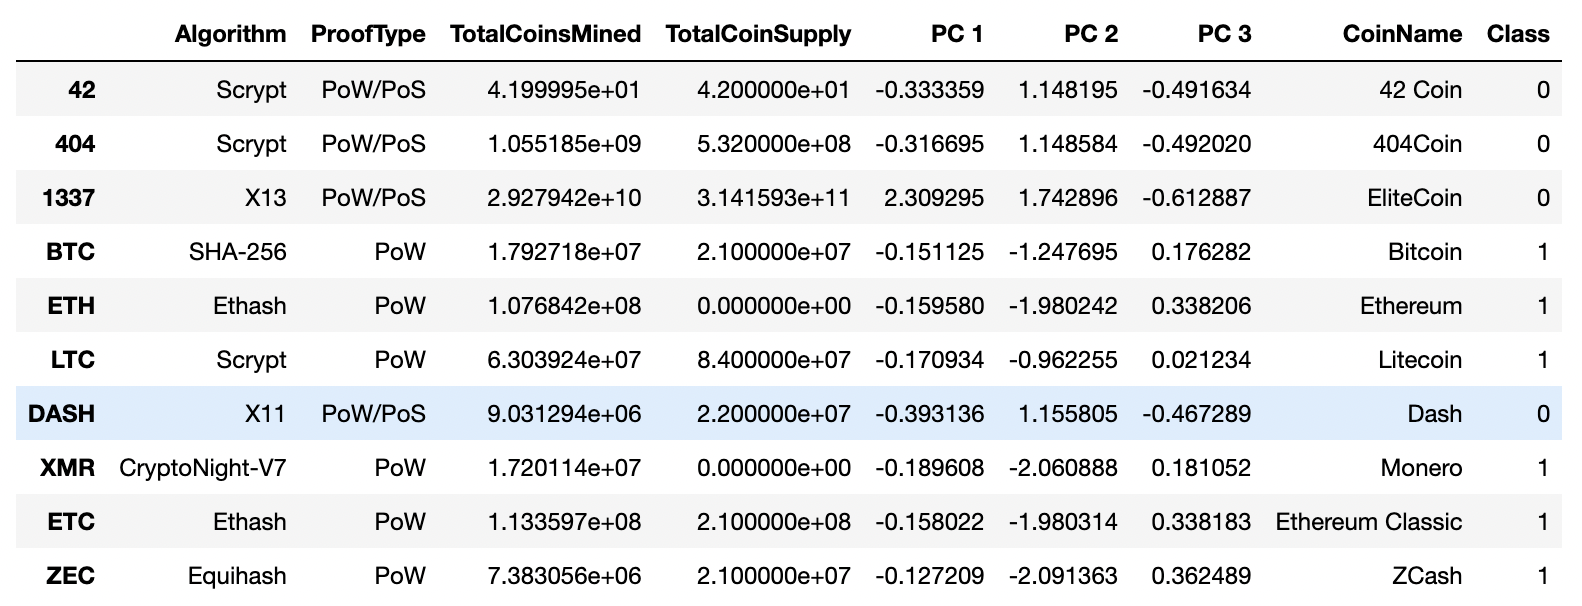 Algorithm ProofType TotalCoinsMined TotalCoinSupply PC 1 PC 2 PC 3 CoinName Class
42 Scrypt PoW/PoS 4.199995e+01 4.200000e+01 -0.333359 1.148195 -0.491634 42 Coin 0
404 Scrypt PoW/PoS 1.055185e+09 5.320000e+08 -0.316695 1.148584 -0.492020 404Coin 0
1337 X13 PoW/PoS 2.927942e+10 3.141593e+11 2.309295 1.742896 -0.612887 EliteCoin 0
BTC SHA-256 PoW 1.792718e+07 2.100000e+07 -0.151125 -1.247695 0.176282 Bitcoin 1
ETH Ethash PoW 1.076842e+08 0.000000e+00 -0.159580 -1.980242 0.338206 Ethereum 1
LTC Scrypt PoW 6.303924e+07 8.400000e+07 -0.170934 -0.962255 0.021234 Litecoin 1
DASH X11 PoW/PoS 9.031294e+06 2.200000e+07 -0.393136 1.155805 -0.467289 Dash 0
XMR CryptoNight-V7 PoW 1.720114e+07 0.000000e+00 -0.189608 -2.060888 0.181052 Monero 1
ETC Ethash PoW 1.133597e+08 2.100000e+08 -0.158022 -1.980314 0.338183 Ethereum Classic 1
ZEC Equihash PoW 7.383056e+06 2.100000e+07 -0.127209 -2.091363 0.362489 ZCash 1